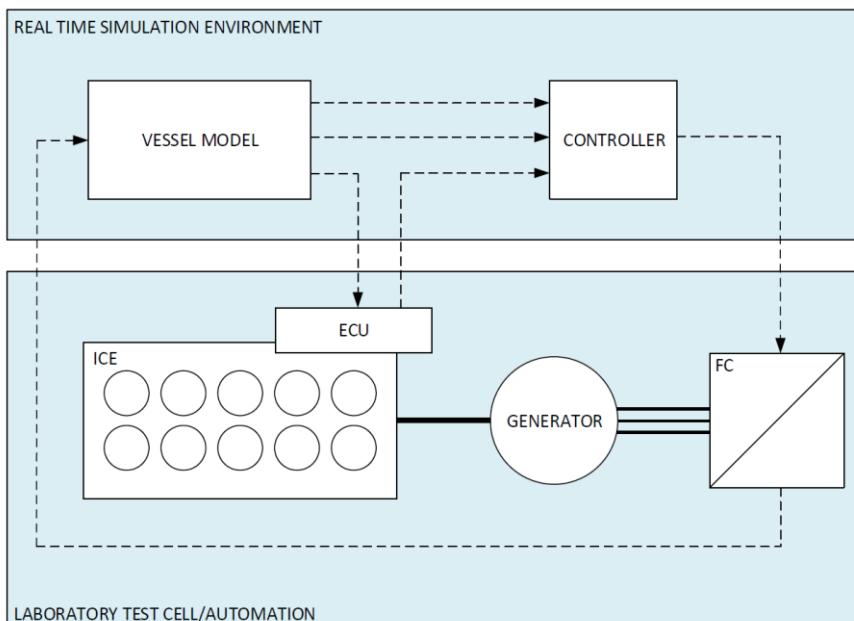 REAL TIME SIMULATION ENVIRONMENT
VESSEL MODEL
CONTROLLER
ECU
ICE
FC
GENERATOR
LABORATORY TEST CELL/AUTOMATION